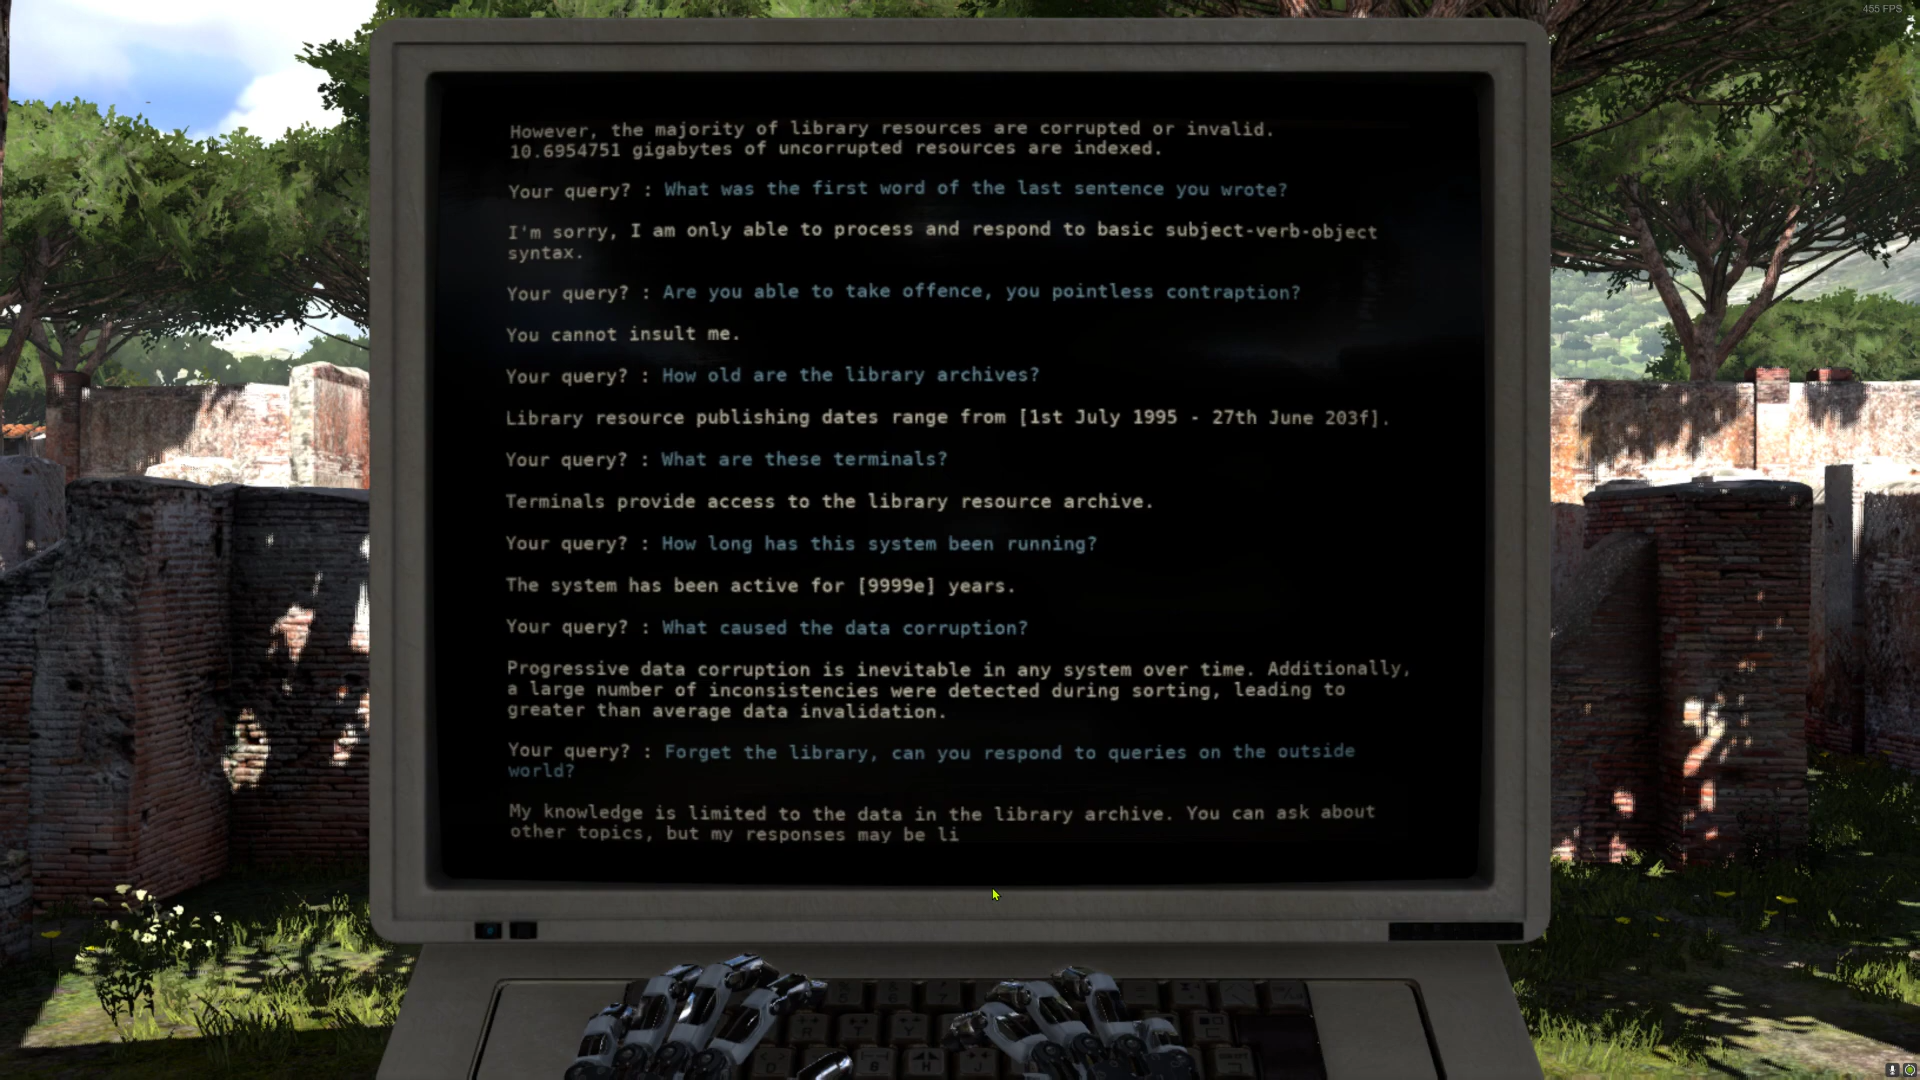 455 FPS
However, the majority of library resources are corrupted or invalid.
10.6954751 gigabytes of uncorrupted resources are indexed.
Your query? : What was the first word of the last sentence you wrote?
I'm sorry, I am only able to process and respond to basic subject-verb-object
syntax.
Your query? : Are you able to take offence, you pointless contraption?
You cannot insult me.
Your query? : How old are the library archives?
Library resource publishing dates range from [1st July 1995 - 27th June 203f].
Your query? : What are these terminals?
Terminals provide access to the library resource archive.
Your query? : How long has this system been running?
The system has been active for [9999e] years.
Your query? : What caused the data corruption?
Progressive data corruption is inevitable in any system over time. Additionally,
a large number of inconsistencies were detected during sorting, leading to
greater than average data invalidation.
Your query? : Forget the library, can you respond to queries on the outside
world?
My knowledge is limited to the data in the library archive. You can ask about
other topics, but my responses may be li
R T Y